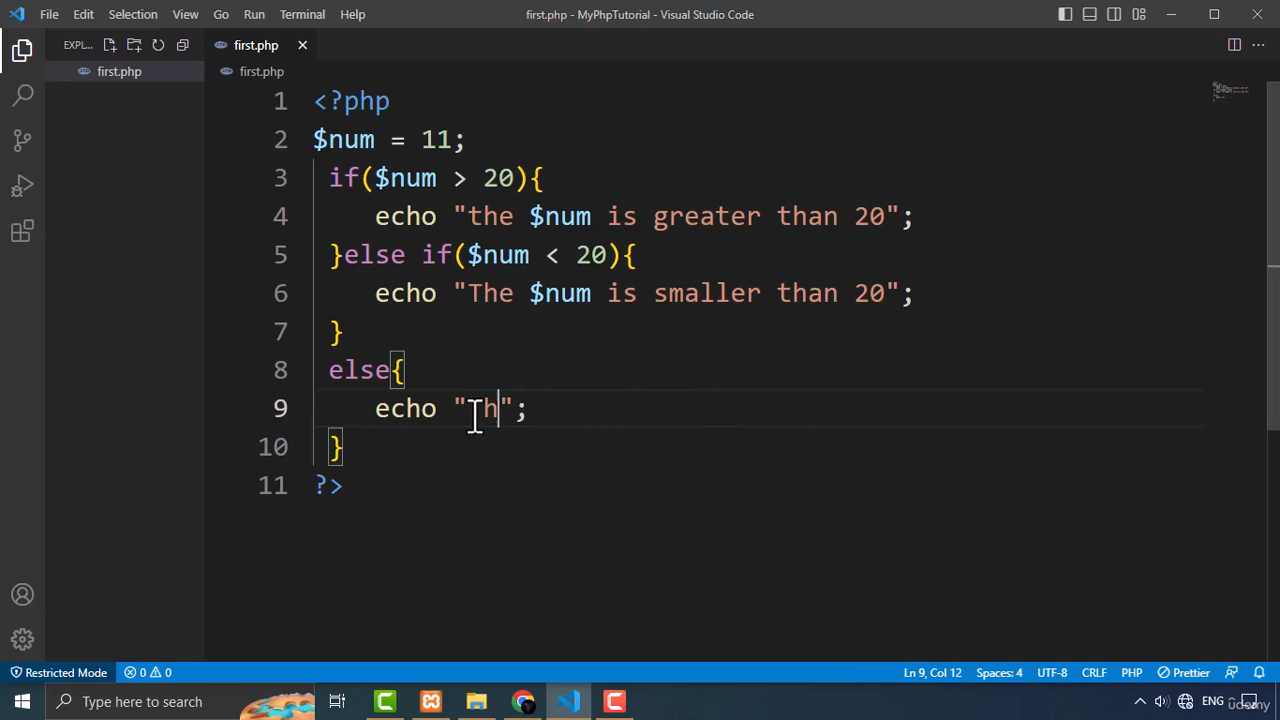 File Edit Selection View Go Run Terminal Help first.php - MyPhpTutorial - Visual Studio Code
EXPL... first.php
first.php first.php
1 <?php
2 $num = 11;
3 if($num > 20){
4 echo "the $num is greater than 20";
5 }else if($num < 20){
6 echo "The $num is smaller than 20";
7 }
8 else{
9 echo "Th";
10 }
11 ?>
Restricted Mode 0 0 Ln 9, Col 12 Spaces: 4 UTF-8 CRLF PHP Prettier
Type here to search ENG udemy